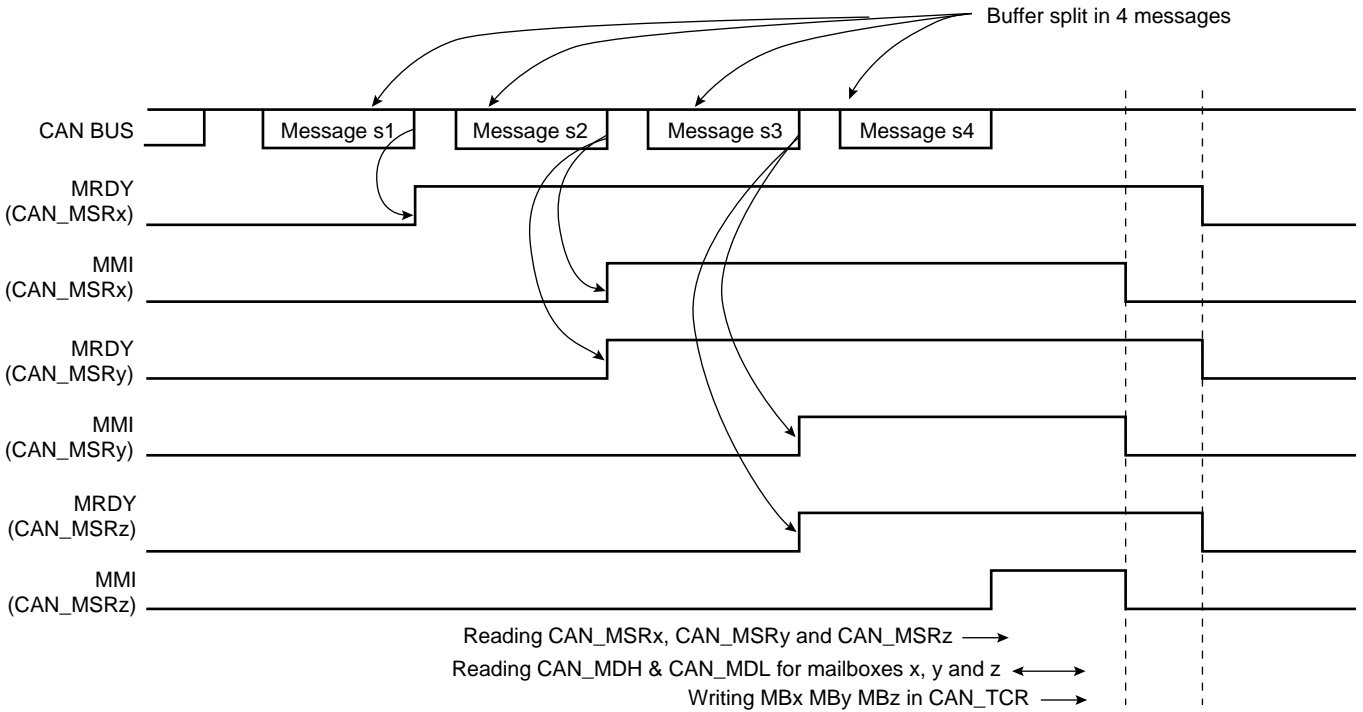 Buffer split in 4 messages
CAN BUS
Message s1
Message s2
Message s3
Message s4
MRDY
(CAN_MSRx)
MMI
(CAN_MSRx)
MRDY
(CAN_MSRy)
MMI
(CAN_MSRy)
MRDY
(CAN_MSRz)
MMI
(CAN_MSRz)
Reading CAN_MSRx, CAN_MSRy and CAN_MSRz
Reading CAN_MDH & CAN_MDL for mailboxes x, y and z
Writing MBx MBy MBz in CAN_TCR